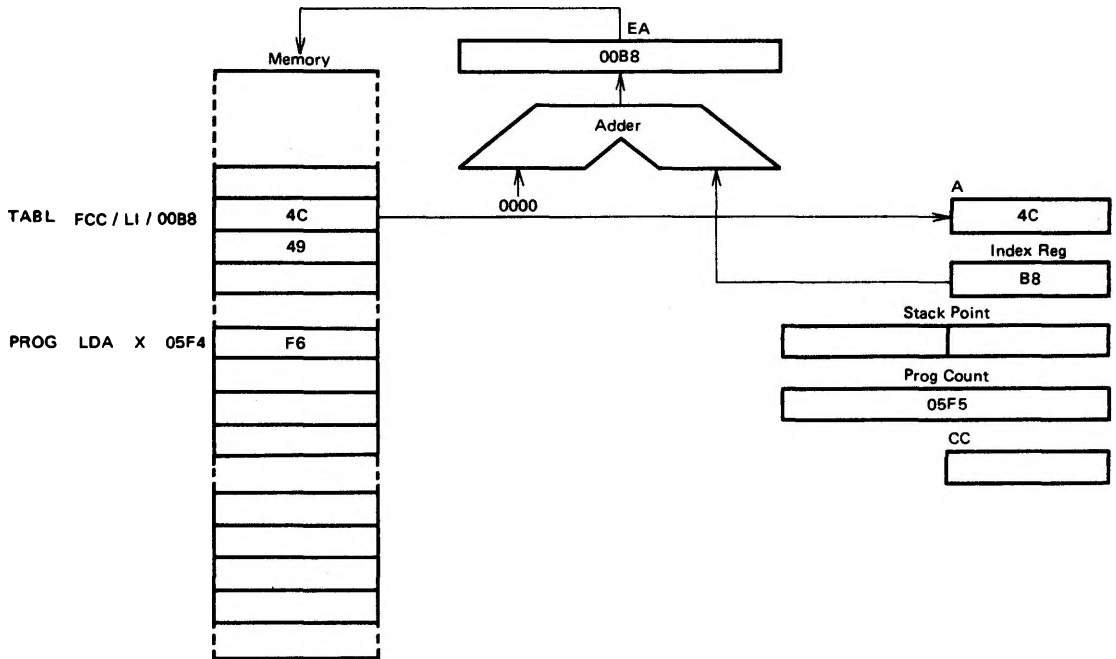 EA
00B8
Memory
Adder
0000
A
TABL FCC / LI / 00B8
4C
4C
49
Index Reg
B8
Stack Point
PROG LDA X 05F4
F6
Prog Count
05F5
CC